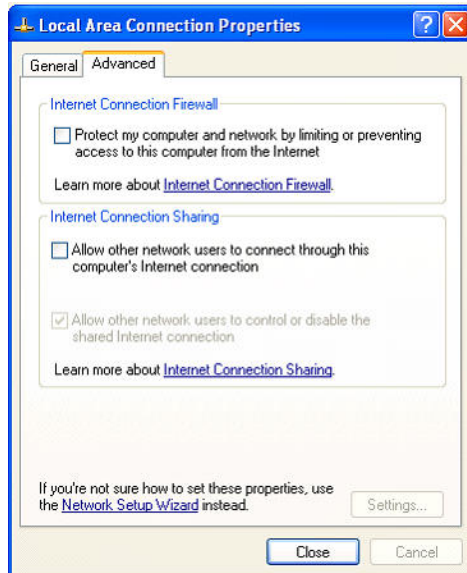 Local Area Connection Properties
General Advanced
Internet Connection Firewall
Protect my computer and network by limiting or preventing
access to this computer from the Internet
Learn more about Internet Connection Firewall.
Internet Connection Sharing
Allow other network users to connect through this
computer's Internet connection
Allow other network users to control or disable the
shared Internet connection
Learn more about Internet Connection Sharing.
If you're not sure how to set these properties, use
the Network Setup Wizard instead.
Settings...
Close Cancel